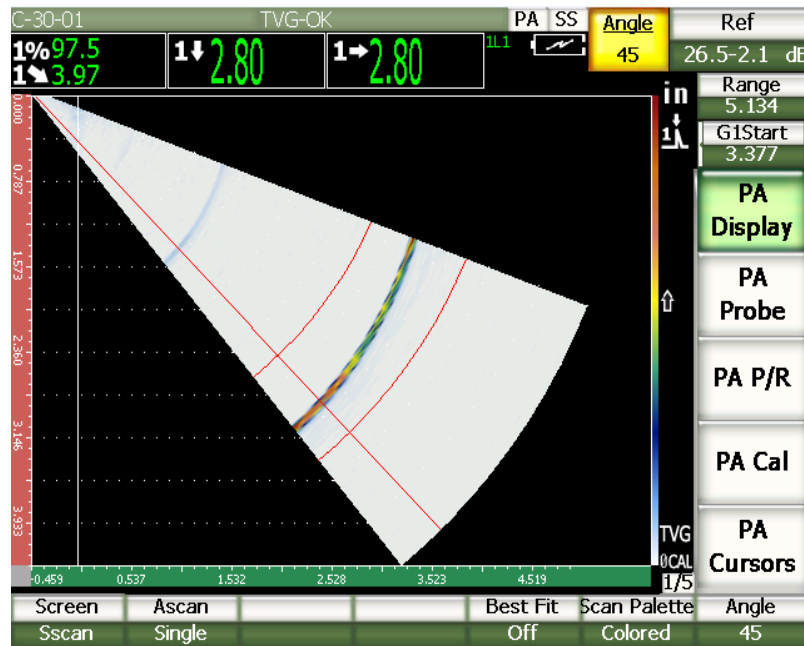 C-30-01 TVG-OK PA SS Angle Ref
45 26.5-2.1 dB
1% 97.5 1 2.80 1 2.80 1L1
1 3.97
in Range
5.134
1 G1Start
3.377
PA Display
PA Probe
PA P/R
PA Cal
PA Cursors
0.000
0.787
1.573
2.360
3.146
3.933
TVG
0CAL
1/5
-0.459 0.537 1.532 2.528 3.523 4.519
Screen Ascan Best Fit Scan Palette Angle
Sscan Single Off Colored 45